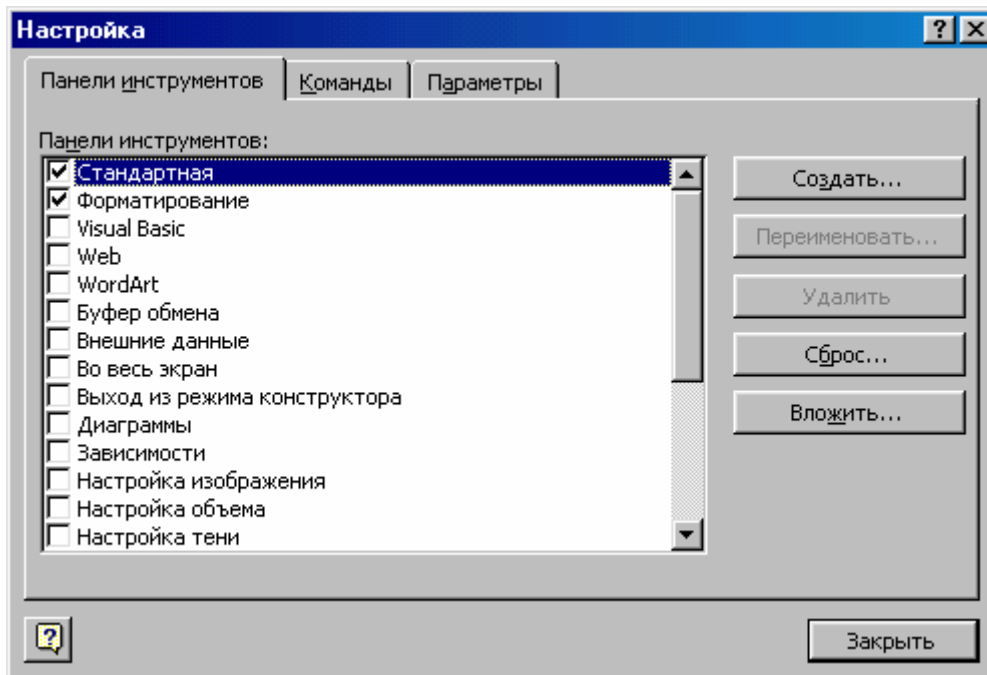 Настройка
Панели инструментов Команды Параметры
Панели инструментов:
Стандартная
Форматирование
Visual Basic
Web
WordArt
Буфер обмена
Внешние данные
Во весь экран
Выход из режима конструктора
Диаграммы
Зависимости
Настройка изображения
Настройка объема
Настройка тени
Создать...
Переименовать...
Удалить
Сброс...
Вложить...
Закрыть